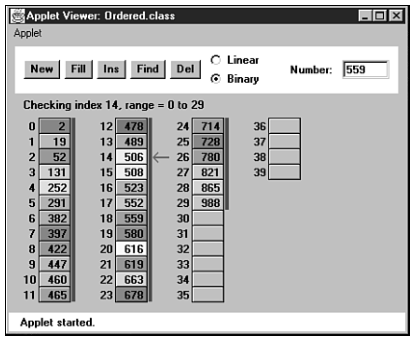 Applet Viewer: Ordered.class
Applet
New Fill Ins Find Del Linear Binary Number: 559
Checking index 14, range = 0 to 29
0 2 12 478 24 714 36
1 19 13 489 25 728 37
2 52 14 506 26 780 38
3 131 15 508 27 821 39
4 252 16 523 28 865
5 291 17 552 29 988
6 382 18 559 30
7 397 19 580 31
8 422 20 616 32
9 447 21 619 33
10 460 22 663 34
11 465 23 678 35
Applet started.